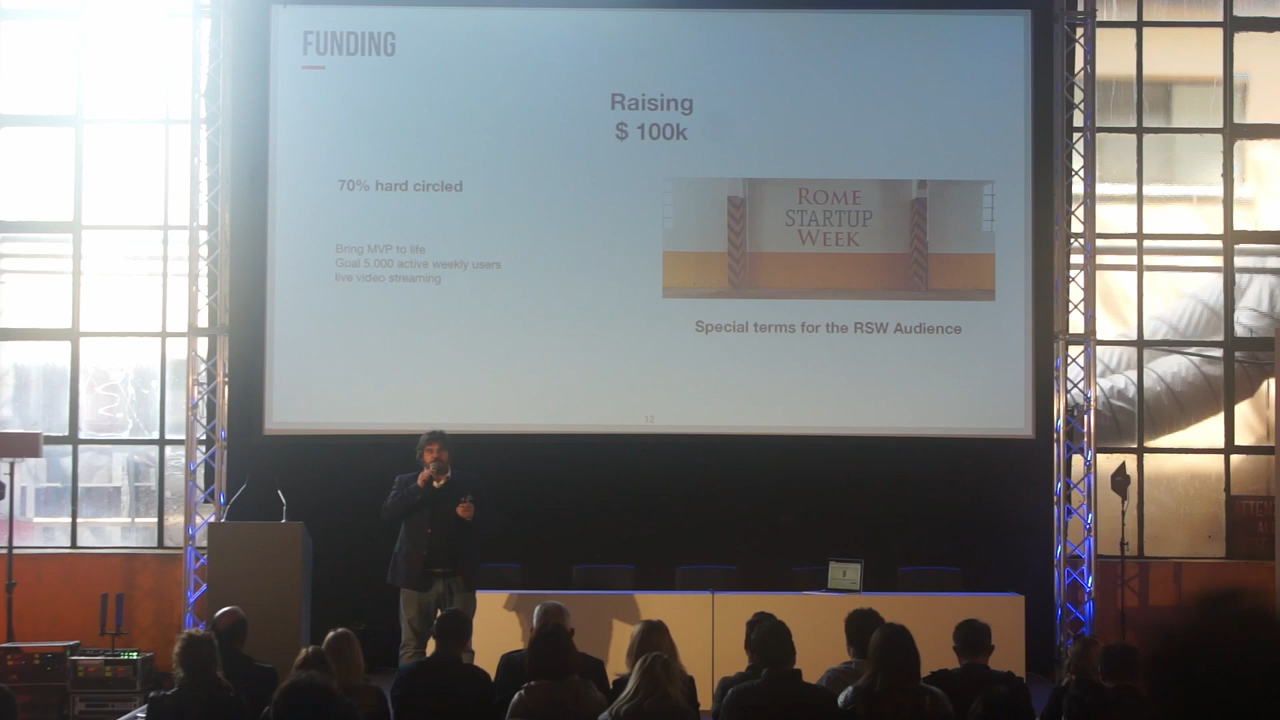 FUNDING
Raising
$ 100k
70% hard circled
Bring MVP to life
Goal 5.000 active weekly users
live video streaming
ROME
STARTUP
WEEK
Special terms for the RSW Audience
12